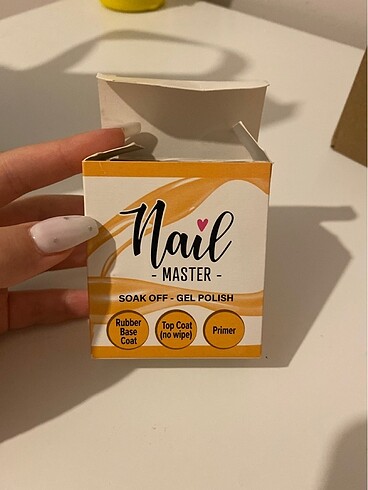 Nail
- MASTER -
SOAK OFF - GEL POLISH
Rubber
Base
Coat
Top Coat
(no wipe)
Primer